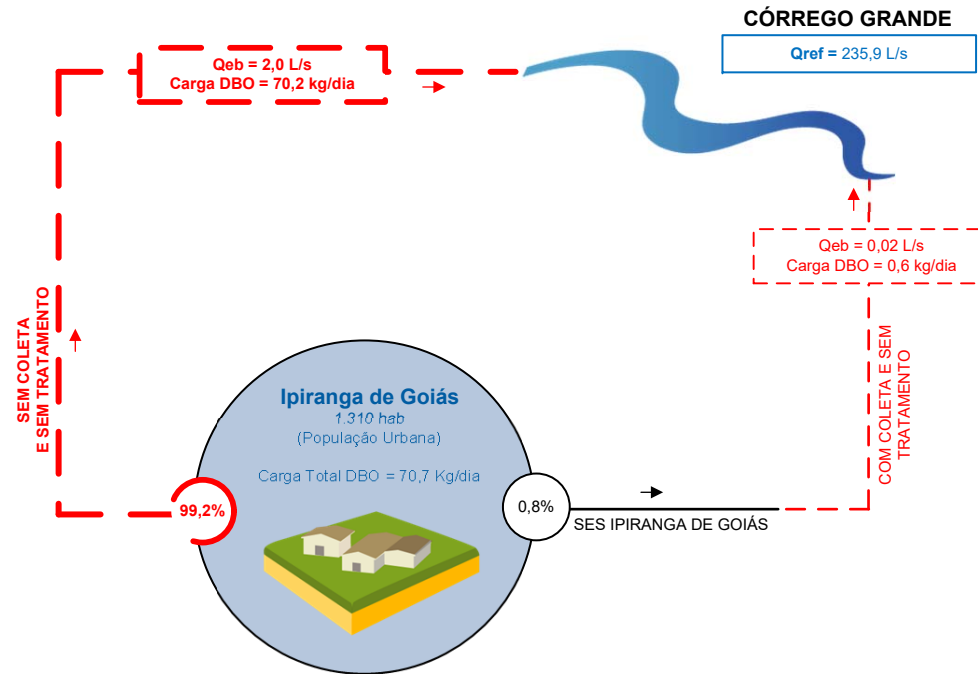 CÓRREGO GRANDE
Qref = 235,9 L/s
Qeb = 2,0 L/s
Carga DBO = 70,2 kg/dia
Qeb = 0,02 L/s
Carga DBO = 0,6 kg/dia
SEM COLETA
E SEM TRATAMENTO
COM COLETA E SEM
TRATAMENTO
Ipiranga de Goiás
1.310 hab
(População Urbana)
Carga Total DBO = 70,7 Kg/dia
99,2%
0,8%
SES IPIRANGA DE GOIÁS